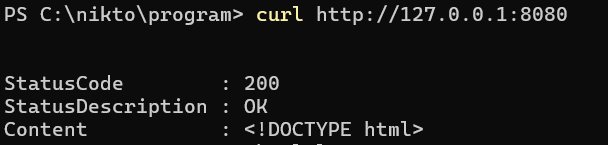 PS C:\nikto\program> curl http://127.0.0.1:8080
StatusCode        : 200
StatusDescription : OK
Content           : <!DOCTYPE html>